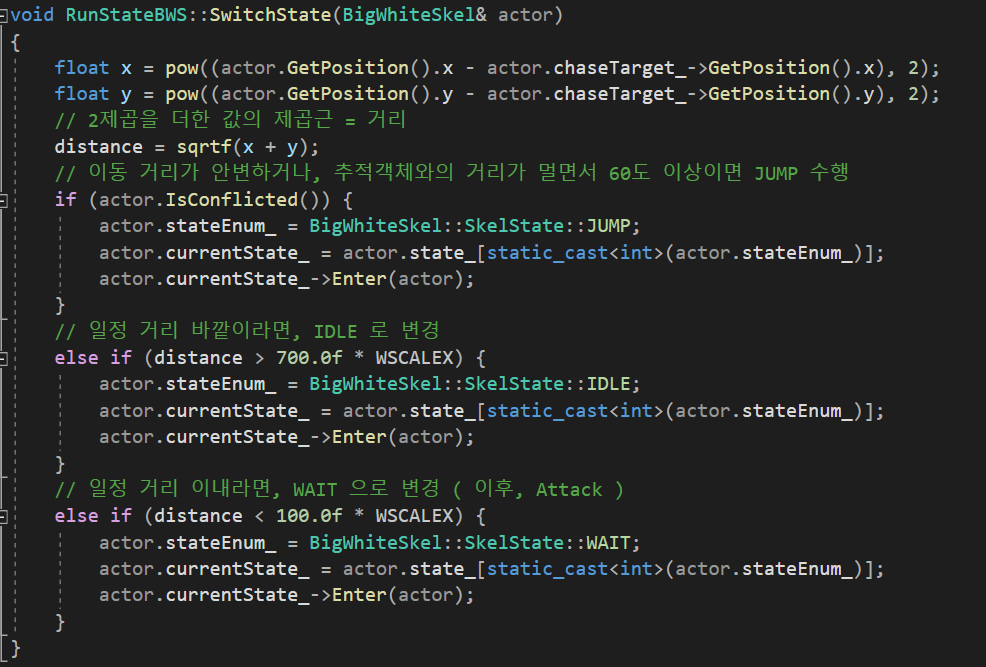 void RunStateBWS::SwitchState(BigWhiteSkel& actor)
{
    float x = pow((actor.GetPosition().x - actor.chaseTarget_->GetPosition().x), 2);
    float y = pow((actor.GetPosition().y - actor.chaseTarget_->GetPosition().y), 2);
    // 2제곱을 더한 값의 제곱근 = 거리
    distance = sqrtf(x + y);
    // 이동 거리가 안변하거나, 추적객체와의 거리가 멀면서 60도 이상이면 JUMP 수행
    if (actor.IsConflicted()) {
        actor.stateEnum_ = BigWhiteSkel::SkelState::JUMP;
        actor.currentState_ = actor.state_[static_cast<int>(actor.stateEnum_)];
        actor.currentState_->Enter(actor);
    }
    // 일정 거리 바깥이라면, IDLE 로 변경
    else if (distance > 700.0f * WSCALEX) {
        actor.stateEnum_ = BigWhiteSkel::SkelState::IDLE;
        actor.currentState_ = actor.state_[static_cast<int>(actor.stateEnum_)];
        actor.currentState_->Enter(actor);
    }
    // 일정 거리 이내라면, WAIT 으로 변경 ( 이후, Attack )
    else if (distance < 100.0f * WSCALEX) {
        actor.stateEnum_ = BigWhiteSkel::SkelState::WAIT;
        actor.currentState_ = actor.state_[static_cast<int>(actor.stateEnum_)];
        actor.currentState_->Enter(actor);
    }
}